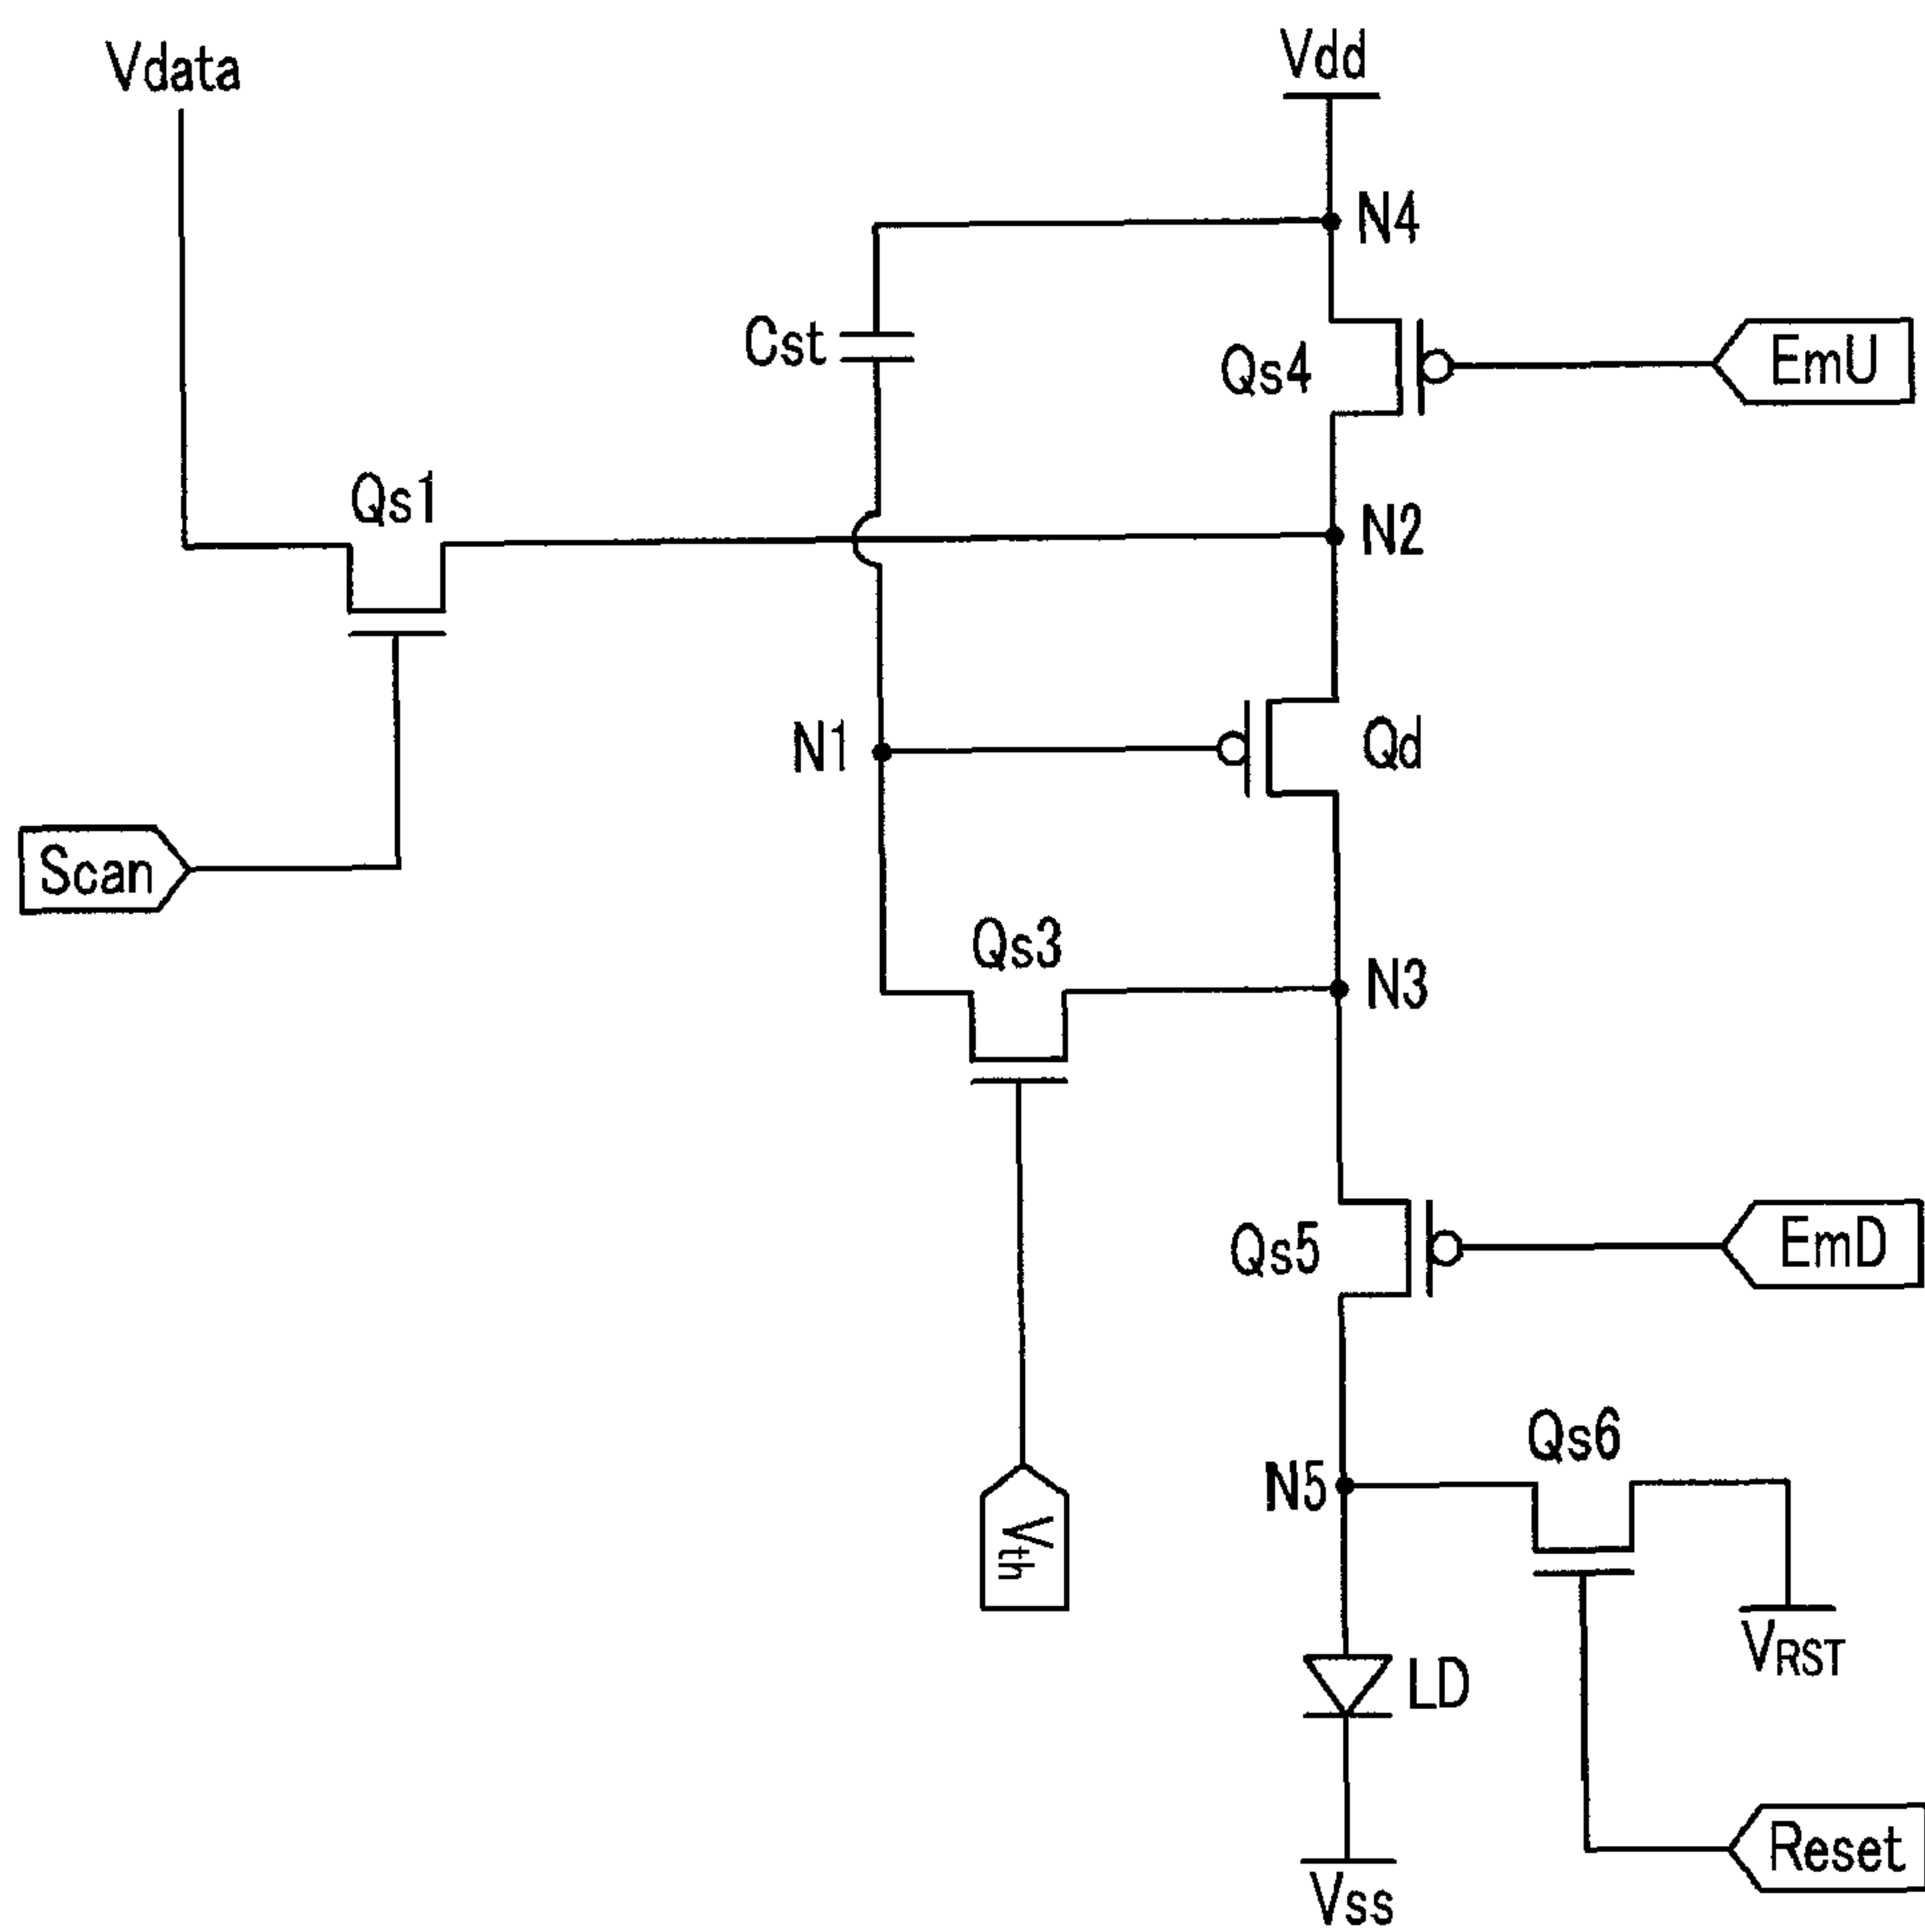 Vdata
Vdd
N4
Cst
Qs4
EmU
Qs1
N2
N1
Qd
Scan
Qs3
N3
Qs5
EmD
Qs6
N5
Vth
VRST
LD
Reset
Vss